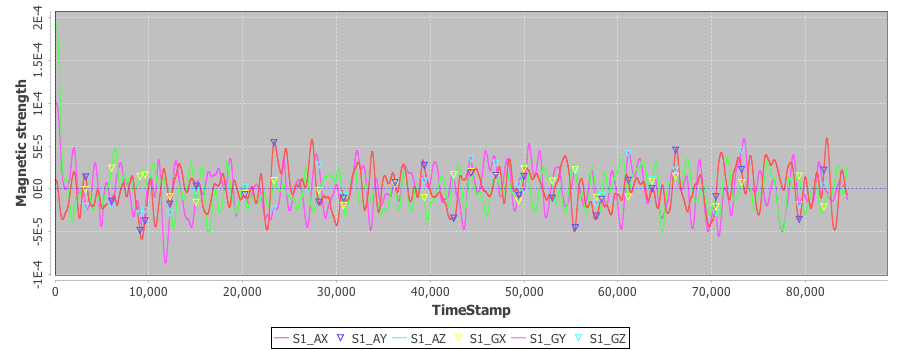 2E-4
1.5E-4
1E-4
5E-5
0E0
-5E-5
-1E-4
Magnetic strength
0 10,000 20,000 30,000 40,000 50,000 60,000 70,000 80,000
TimeStamp
S1_AX S1_AY S1_AZ S1_GX S1_GY S1_GZ